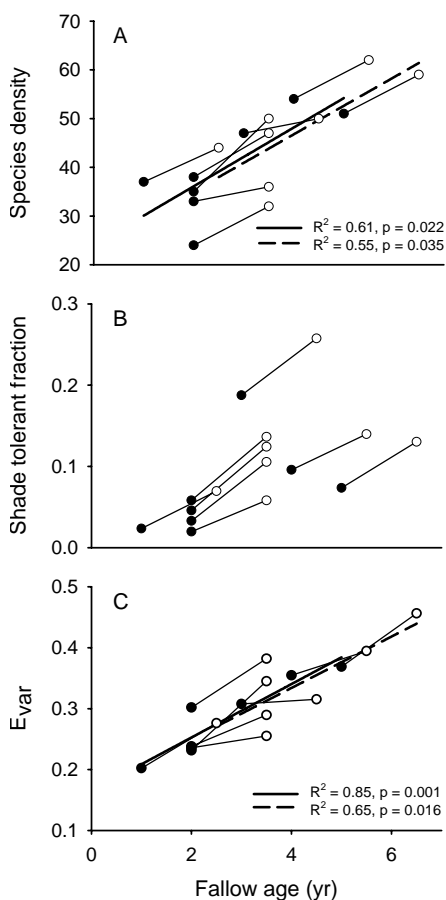 70
A
60
50
40
30
20
Species density
R² = 0.61, p = 0.022
R² = 0.55, p = 0.035
0.3
B
0.2
0.1
0.0
Shade tolerant fraction
0.5
C
0.4
0.3
0.2
0.1
Evar
R² = 0.85, p = 0.001
R² = 0.65, p = 0.016
0 2 4 6
Fallow age (yr)